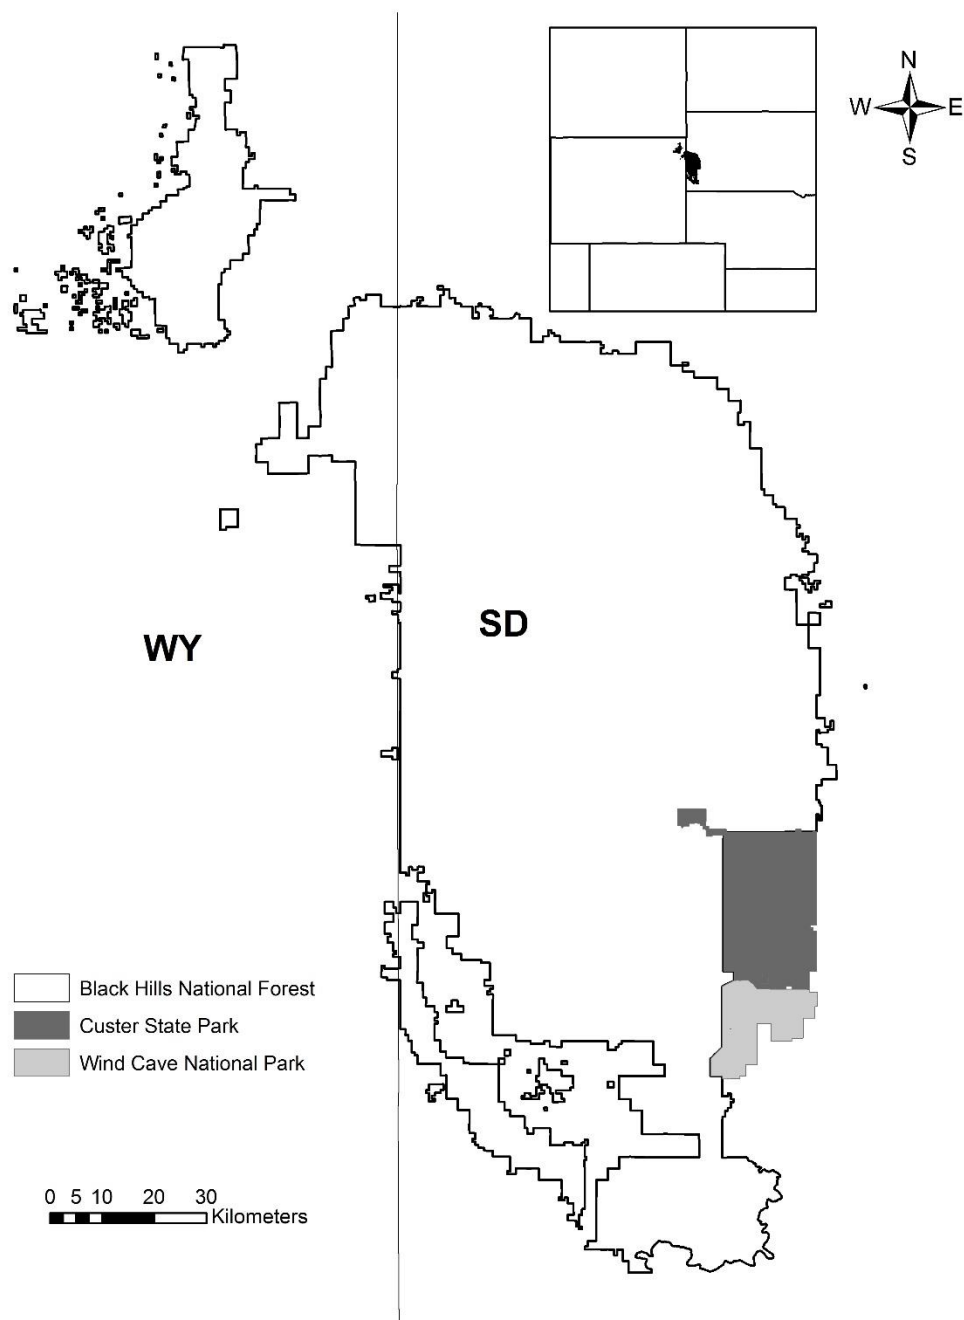 N
W E
S
WY
SD
Black Hills National Forest
Custer State Park
Wind Cave National Park
0 5 10 20 30
Kilometers